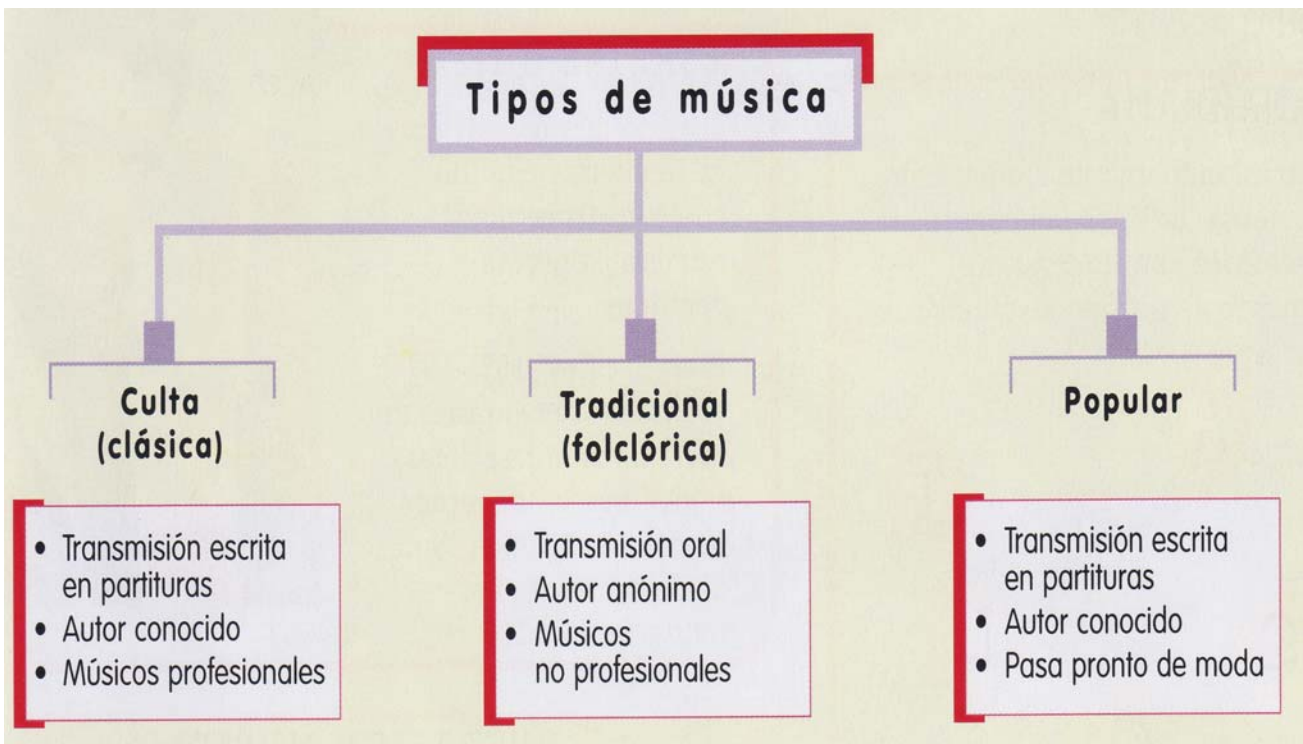 Tipos de música
Culta
(clásica)
• Transmisión escrita
en partituras
• Autor conocido
• Músicos profesionales
Tradicional
(folclórica)
• Transmisión oral
• Autor anónimo
• Músicos
no profesionales
Popular
• Transmisión escrita
en partituras
• Autor conocido
• Pasa pronto de moda